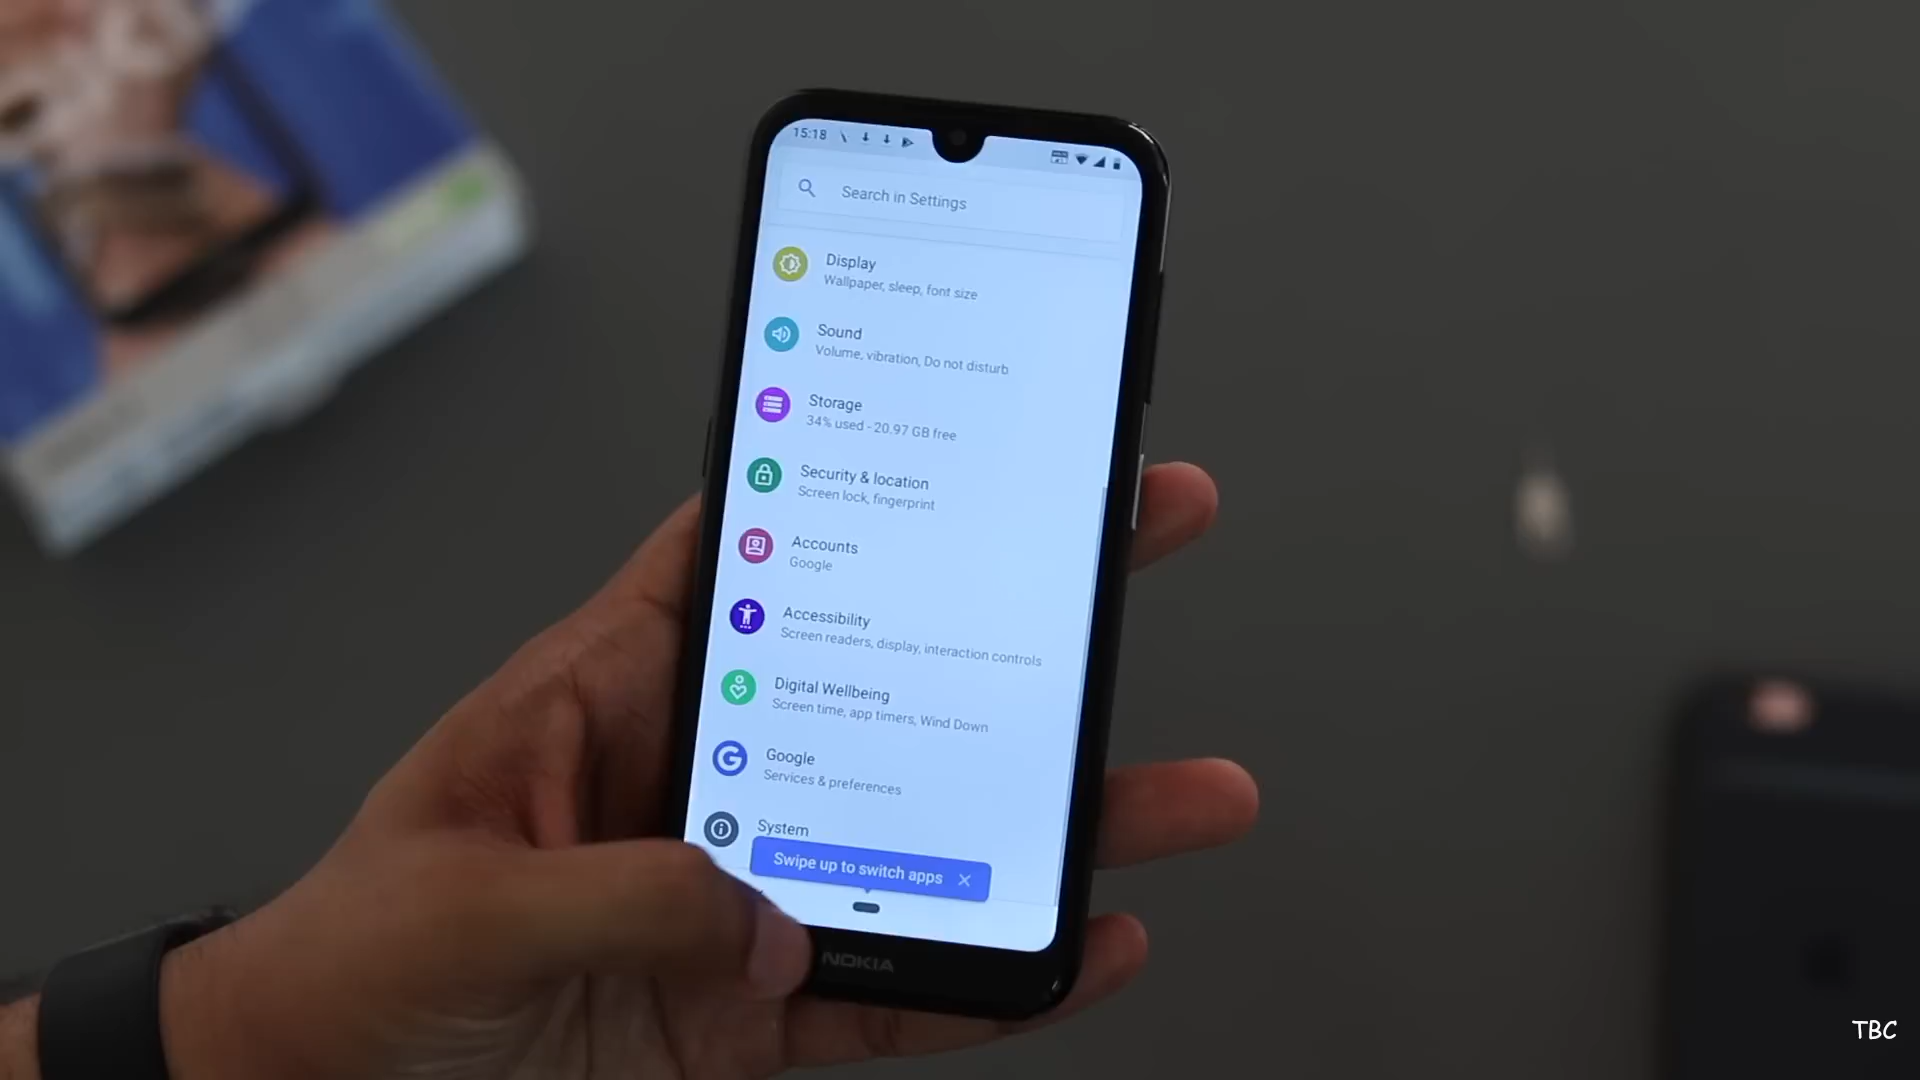 15:18
Search in Settings
Display
Wallpaper, sleep, font size
Sound
Volume, vibration, Do not disturb
Storage
34% used - 20.97 GB free
Security & location
Screen lock, fingerprint
Accounts
Google
Accessibility
Screen readers, display, interaction controls
Digital Wellbeing
Screen time, app timers, Wind Down
Google
Services & preferences
System
Swipe up to switch apps
NOKIA
TBC